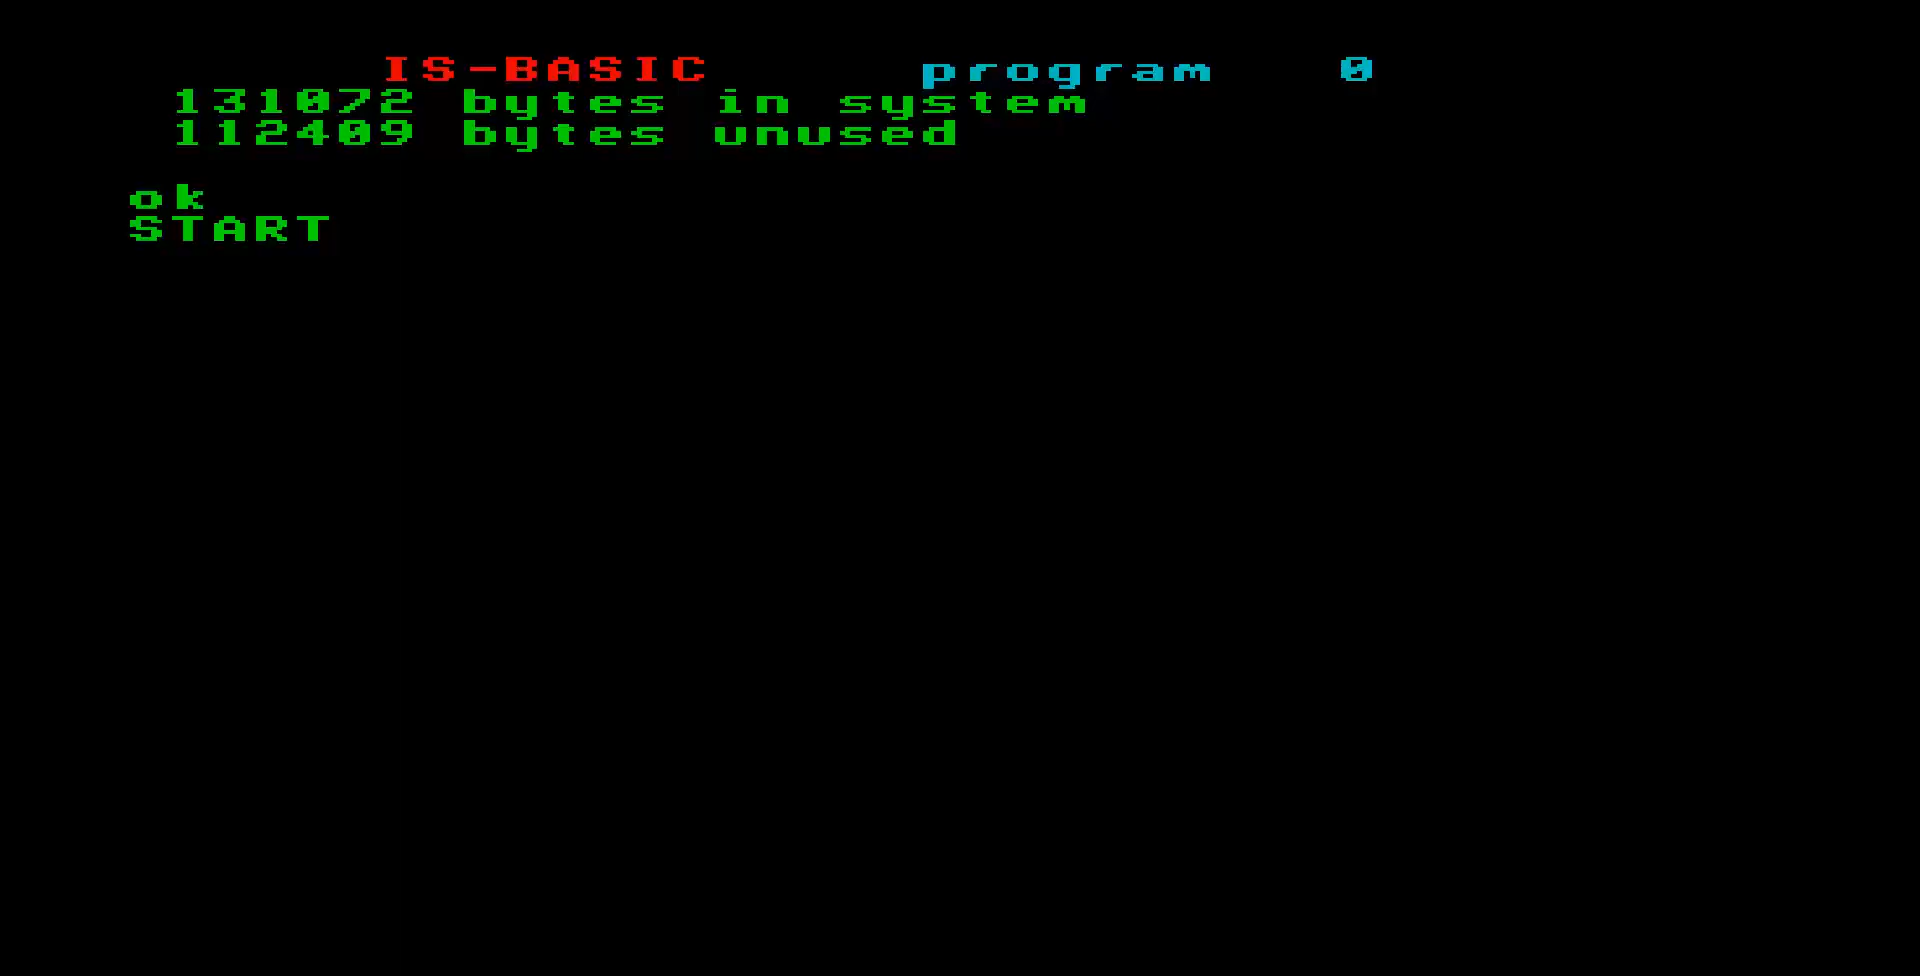 IS-BASIC program 0
131072 bytes in system
112409 bytes unused
ok
START